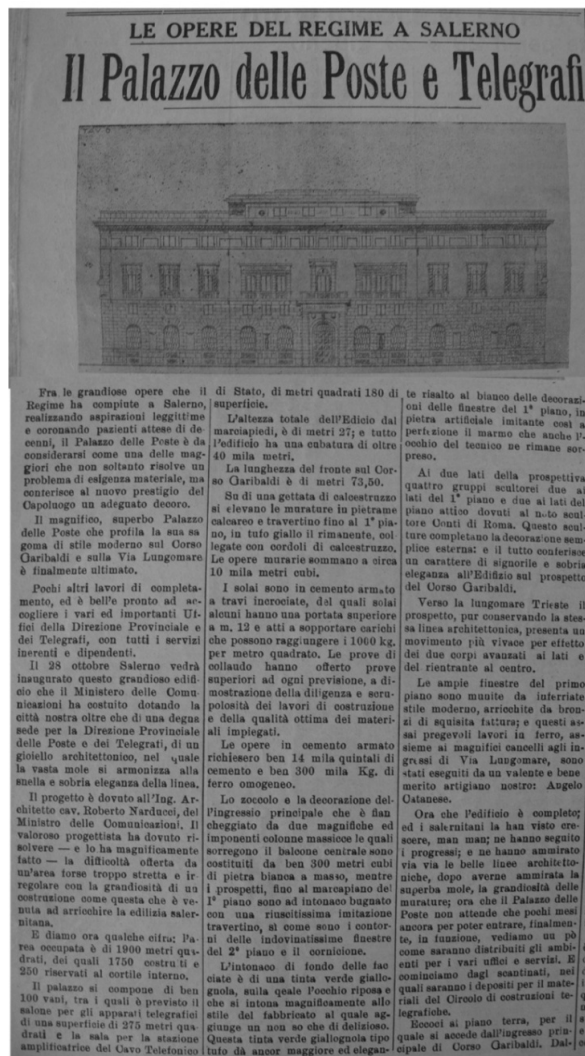 LE OPERE DEL REGIME A SALERNO
Il Palazzo delle Poste e Telegrafi
Fra le grandiose opere che il
Regime ha compiute a Salerno,
realizzando aspirazioni leggittime
e coronando pazienti attese di de-
cenni, il Palazzo delle Poste è da
considerarsi come una delle mag-
giori che non soltanto risolve un
problema di esigenze materiale, ma
conferisce al nuovo prestigio del
Capoluogo un adeguato decoro.
Il magnifico, superbo Palazzo
delle Poste che profila la sua sa
goma di stile moderno sul Corso
Garibaldi e sulla Via Lungomare
è finalmente ultimato.
Pochi altri lavori di completa-
mento, ed è bell'e pronto ad ac-
cogliere i vari ed importanti Uf-
fici della Direzione Provinciale e
dei Telegrafi, con tutti i servizi
inerenti e dipendenti.
Il 28 ottobre Salerno vedrà
inaugurato questo grandioso edifi-
cio che il Ministero delle Comu-
nicazioni ha costuito dotando la
città nostra oltre che di una degna
sede per la Direzione Provinciale
delle Poste e dei Telegrafi, di un
gioiello architettonico, nel quale
la vasta mole si armonizza alla
snella e sobria eleganza della linea.
Il progetto è dovuto all'Ing. Ar-
chitetto cav. Roberto Narducci, del
Ministro delle Comunicazioni. Il
valoroso progettista ha dovuto ri-
solvere — e lo ha magnificamente
fatto — la difficoltà offerta da
un'area forse troppo stretta e ir-
regolare con la grandiosità di un
costruzione come questa che è ve-
nuta ad arricchire la edilizia saler-
nitana.
E diamo ora qualche cifra: l'a-
rea occupata è di 1900 metri qua-
drati, dei quali 1750 costru ti e
250 riservati al cortile interno.
Il palazzo si compone di ben
100 vani, tra i quali è previsto il
salone per gli apparati telegrafici
di una superficie di 275 metri qua-
drati e la sala per la stazione
amplificatrice del Cavo Telefonico
di Stato, di metri quadrati 180 di
superficie.
L'altezza totale dell'Edicio dal
marciapiedi, è di metri 27; e tutto
l'edificio ha una cubatura di oltre
40 mila metri.
La lunghezza del fronte sul Cor-
so Garibaldi è di metri 73,50.
Su di una gettata di calcestruzzo
si elevano le murature in pietrame
calcareo e travertino fino al 1° pia-
no, in tufo giallo il rimanente, col-
legate con cordoli di calcestruzzo.
Le opere murarie sommano a circa
10 mila metri cubi.
I solai sono in cemento armato
a travi incrociate, dei quali solai
alcuni hanno una portata superiore
a m. 12 e atti a sopportare carichi
che possono raggiungere i 1000 kg.
per metro quadrato. Le prove di
collaudo hanno offerto prove
superiori ad ogni previsione, a di-
mostrazione della diligenza e scru-
polosità dei lavori di costruzione
e della qualità ottima dei materi-
ali impiegati.
Le opere in cemento armato
richiesero ben 14 mila quintali di
cemento e ben 300 mila Kg. di
ferro omogeneo.
Lo zoccolo e la decorazione del-
l'ingresso principale che è fian
cheggiato da due magnifiche ed
imponenti colonne massicce le quali
sorregono il balcone centrale sono
costituiti da ben 300 metri cubi
di pietra bianca a masso, mentre
i prospetti, fino al marcapiano del
1° piano sono ad intonaco bugnato
con una riuscitissima imitazione
travertino, sì come sono i contor-
ni delle indovinatissime finestre
del 2° piano e il cornicione.
L'intonaco di fondo delle fac
ciate è di una tinta verde giallo-
gnola, sulla quale l'occhio riposa e
che si intona magnificamente allo
stile del fabbricato al quale ag-
giunge un non so che di delizioso.
Questa tinta verde giallognola tipo
tufo dà ancor maggiore ed elegan-
te risalto al bianco delle decorazi-
oni delle finestre del 1° piano, in
pietra artificiale imitante così a
perfezione il marmo che anche l'
occhio del tecnico ne rimane sor-
preso.
Ai due lati della prospettiva
quattro gruppi scultorei due ai
lati del 1° piano e due ai lati del
piano attico dovuti al noto scul-
tore Conti di Roma. Questo scul-
ture completano la decorazione sem-
plice esterna: e il tutto conferisce
un carattere di signorile e sobria
eleganza all'Edifizio sul prospetto
del Corso Garibaldi.
Verso la lungomare Trieste il
prospetto, pur conservando la stes-
sa linea architettonica, presenta un
movimento più vivace per effetto
dei due corpi avanzati ai lati e
del rientrante al centro.
Le ampie finestre del primo
piano sono munite da inferriate
stile moderno, arricchite da bron-
zi di squisita fattura; e questi as-
sai pregevoli lavori in ferro, as-
sieme ai magnifici cancelli agli in-
gressi di Via Lungomare, sono
stati eseguiti da un valente e bene
merito artigiano nostro: Angelo
Catanese.
Ora che l'edificio è completo;
ed i salernitani la han visto cre-
scere, man man; ne hanno seguito
i progressi; e ne hanno ammirato
via via le belle linee architetto-
niche, dopo averne ammirata la
superba mole, la grandiosità delle
murature; ora che il Palazzo delle
Poste non attende che pochi mesi
ancora per poter entrare, finalmen-
te, in funzione, vediamo un pò
come saranno distribuiti gli ambi-
enti per i vari uffici e servizi. E
cominciamo dagli scantinati, nei
quali saranno i depositi per il mate-
riali del Circolo di costruzioni te-
legrafiche.
Eccoci al piano terra, per il
quale si accede dall'ingresso prin-
cipale di Corso Garibaldi. Dal-